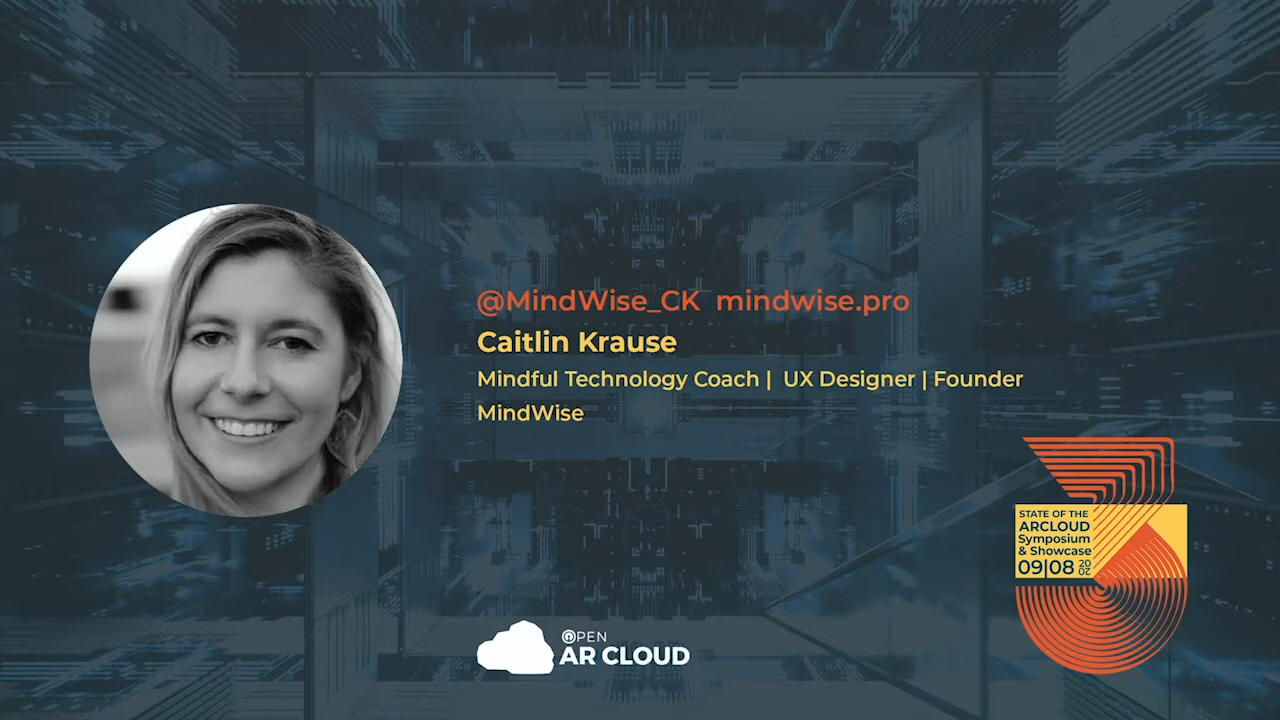 @MindWise_CK mindwise.pro
Caitlin Krause
Mindful Technology Coach | UX Designer | Founder
MindWise
STATE OF THE
ARCLOUD
Symposium
& Showcase
09|08 20
20
OPEN
AR CLOUD